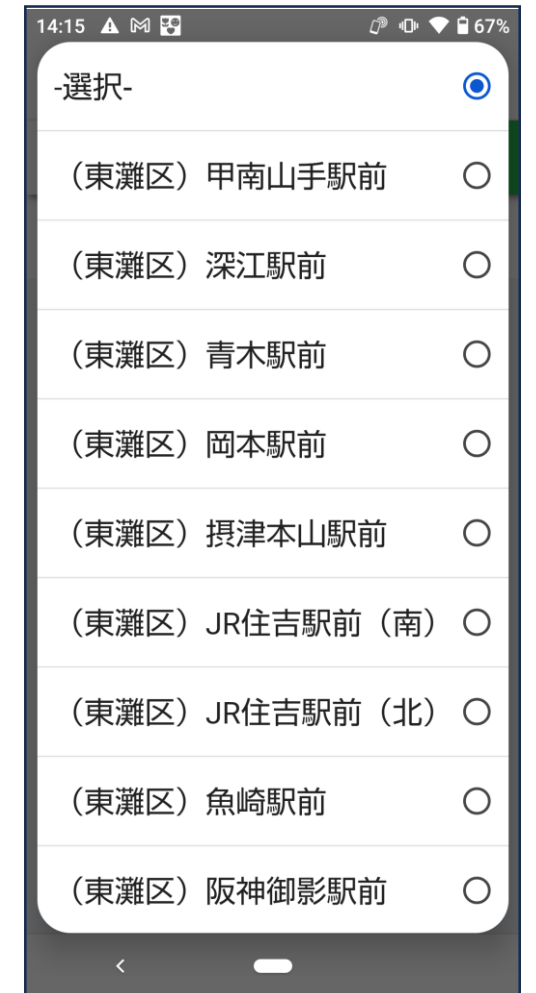 14:15 67%
-選択-
（東灘区）甲南山手駅前
（東灘区）深江駅前
（東灘区）青木駅前
（東灘区）岡本駅前
（東灘区）摂津本山駅前
（東灘区）JR住吉駅前（南）
（東灘区）JR住吉駅前（北）
（東灘区）魚崎駅前
（東灘区）阪神御影駅前